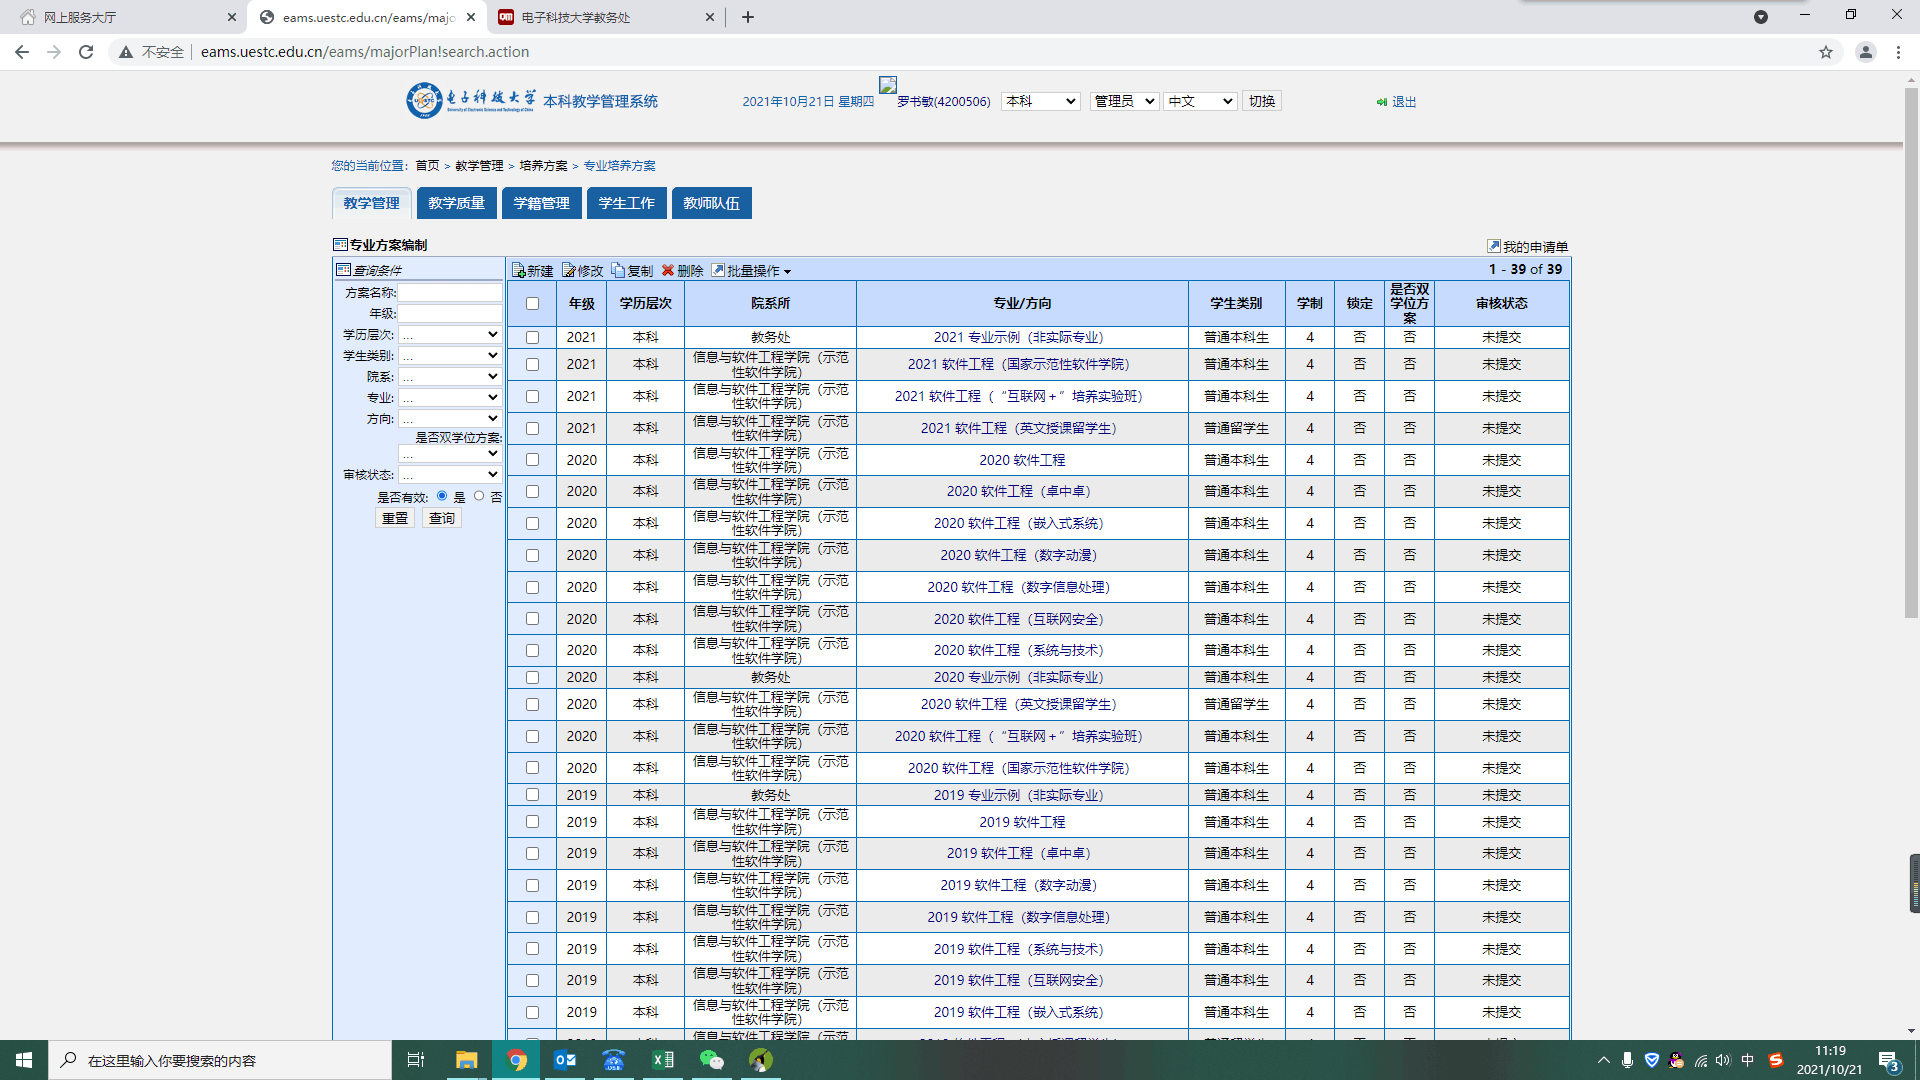 网上服务大厅
eams.uestc.edu.cn/eams/majo
电子科技大学教务处
不安全 eams.uestc.edu.cn/eams/majorPlan!search.action
电子科技大学 本科教学管理系统 2021年10月21日 星期四 罗书敏(4200506) 本科 管理员 中文 切换 退出
您的当前位置: 首页 > 教学管理 > 培养方案 > 专业培养方案
教学管理 教学质量 学籍管理 学生工作 教师队伍
专业方案编制 我的申请单
查询条件
方案名称:
年级:
学历层次: ...
学生类别: ...
院系: ...
专业: ...
方向: ...
是否双学位方案:
...
审核状态: ...
是否有效: 是 否
重置 查询
新建 修改 复制 删除 批量操作 1 - 39 of 39
年级 学历层次 院系所 专业/方向 学生类别 学制 锁定 是否双学位方案 审核状态
2021 本科 教务处 2021 专业示例（非实际专业） 普通本科生 4 否 否 未提交
2021 本科 信息与软件工程学院（示范性软件学院） 2021 软件工程（国家示范性软件学院） 普通本科生 4 否 否 未提交
2021 本科 信息与软件工程学院（示范性软件学院） 2021 软件工程（“互联网＋”培养实验班） 普通本科生 4 否 否 未提交
2021 本科 信息与软件工程学院（示范性软件学院） 2021 软件工程（英文授课留学生） 普通留学生 4 否 否 未提交
2020 本科 信息与软件工程学院（示范性软件学院） 2020 软件工程 普通本科生 4 否 否 未提交
2020 本科 信息与软件工程学院（示范性软件学院） 2020 软件工程（卓中卓） 普通本科生 4 否 否 未提交
2020 本科 信息与软件工程学院（示范性软件学院） 2020 软件工程（嵌入式系统） 普通本科生 4 否 否 未提交
2020 本科 信息与软件工程学院（示范性软件学院） 2020 软件工程（数字动漫） 普通本科生 4 否 否 未提交
2020 本科 信息与软件工程学院（示范性软件学院） 2020 软件工程（数字信息处理） 普通本科生 4 否 否 未提交
2020 本科 信息与软件工程学院（示范性软件学院） 2020 软件工程（互联网安全） 普通本科生 4 否 否 未提交
2020 本科 信息与软件工程学院（示范性软件学院） 2020 软件工程（系统与技术） 普通本科生 4 否 否 未提交
2020 本科 教务处 2020 专业示例（非实际专业） 普通本科生 4 否 否 未提交
2020 本科 信息与软件工程学院（示范性软件学院） 2020 软件工程（英文授课留学生） 普通留学生 4 否 否 未提交
2020 本科 信息与软件工程学院（示范性软件学院） 2020 软件工程（“互联网＋”培养实验班） 普通本科生 4 否 否 未提交
2020 本科 信息与软件工程学院（示范性软件学院） 2020 软件工程（国家示范性软件学院） 普通本科生 4 否 否 未提交
2019 本科 教务处 2019 专业示例（非实际专业） 普通本科生 4 否 否 未提交
2019 本科 信息与软件工程学院（示范性软件学院） 2019 软件工程 普通本科生 4 否 否 未提交
2019 本科 信息与软件工程学院（示范性软件学院） 2019 软件工程（卓中卓） 普通本科生 4 否 否 未提交
2019 本科 信息与软件工程学院（示范性软件学院） 2019 软件工程（数字动漫） 普通本科生 4 否 否 未提交
2019 本科 信息与软件工程学院（示范性软件学院） 2019 软件工程（数字信息处理） 普通本科生 4 否 否 未提交
2019 本科 信息与软件工程学院（示范性软件学院） 2019 软件工程（系统与技术） 普通本科生 4 否 否 未提交
2019 本科 信息与软件工程学院（示范性软件学院） 2019 软件工程（互联网安全） 普通本科生 4 否 否 未提交
2019 本科 信息与软件工程学院（示范性软件学院） 2019 软件工程（嵌入式系统） 普通本科生 4 否 否 未提交
在这里输入你要搜索的内容
中 11:19
2021/10/21
3